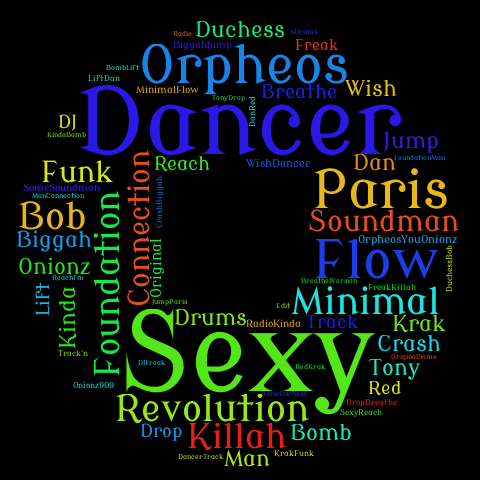 Radio
nDrums
Duchess
BiggahJump
Freak
Orpheos
BombLift
LiftDan
MinimalFlow
Breathe
Wish
TonyDrop
DanRed
Dancer
DJ
KindaBomb
Jump
Funk
Reach
WishDancer
Dan
FoundationMan
SameSoundman
ManConnection
Connection
CrashBiggah
Paris
Bob
Foundation
Original
Soundman
Biggah
Flow
OrpheosYouOnionz
DuchessBob
Onionz
ReachFm
BreatheVersion
FreakKillah
Lift
Kinda
JumpParis
Edit
Minimal
Drums
RadioKinda
Track
Krak
Sexy
Crash
Track'n
DJFreak
RedKrak
OriginalSame
Tony
Onionz909
FlowDuchess
Red
Revolution
DropBreathe
SexyReach
Drop
Killah
Bomb
DancerTrack
Man
KrakFunk